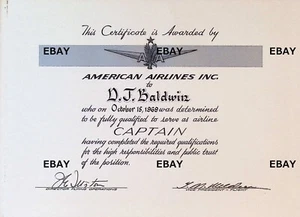 This Certificate is Awarded by
EBAY EBAY EBAY
A A
AMERICAN AIRLINES INC.
to
D.J. Baldwin
who on October 15, 1969 was determined
to be fully qualified to serve as airline
CAPTAIN
having completed the required qualifications
for the high responsibilities and public trust
EBAY of the position. EBAY EBAY